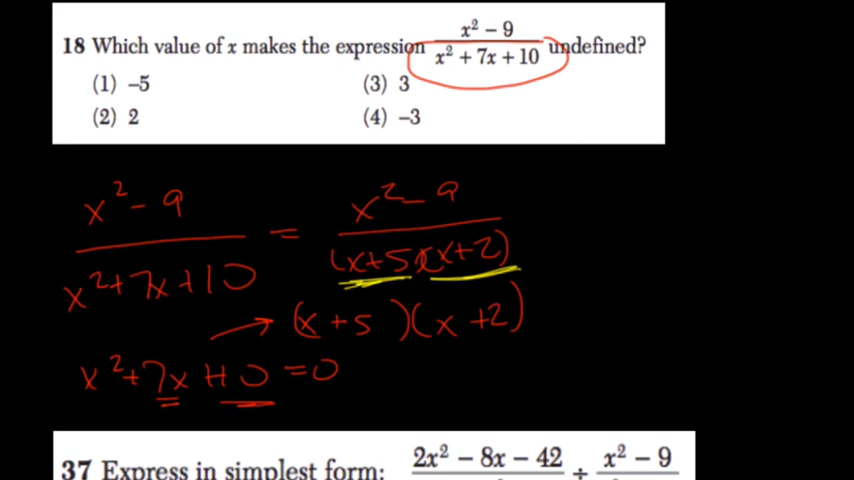 18 Which value of x makes the expression (x² − 9)/(x² + 7x + 10) undefined?
(1) –5 (3) 3
(2) 2 (4) –3
(x² − 9)/(x² + 7x + 10) = (x² − 9)/((x+5)(x+2))
(x +5 )(x +2)
x² +7x +10 =0
37 Express in simplest form: 2x² − 8x − 42 ÷ x² − 9